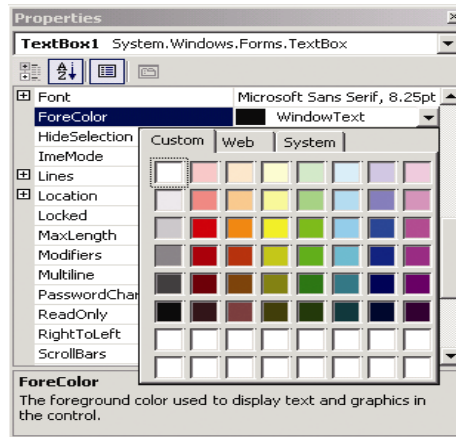 Properties
TextBox1 System.Windows.Forms.TextBox
Font Microsoft Sans Serif, 8.25pt
ForeColor WindowText
HideSelection
Custom Web System
ImeMode
Lines
Location
Locked
MaxLength
Modifiers
Multiline
PasswordChar
ReadOnly
RightToLeft
ScrollBars
ForeColor
The foreground color used to display text and graphics in
the control.